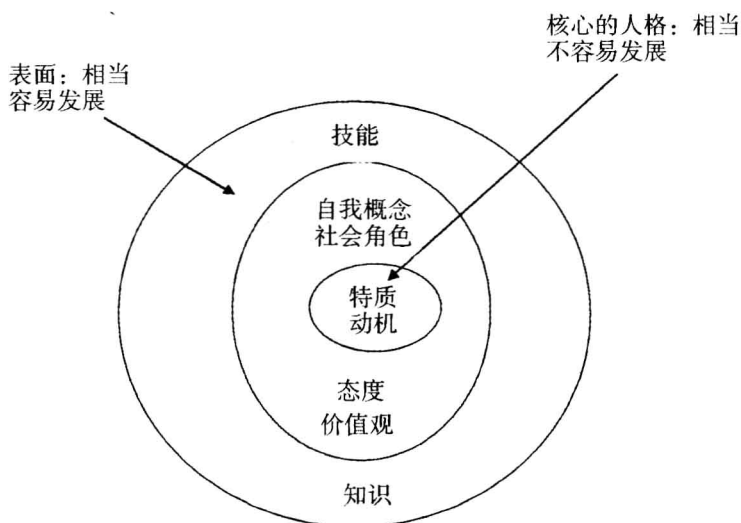 核心的人格：相当
不容易发展
表面：相当
容易发展
技能
自我概念
社会角色
特质
动机
态度
价值观
知识